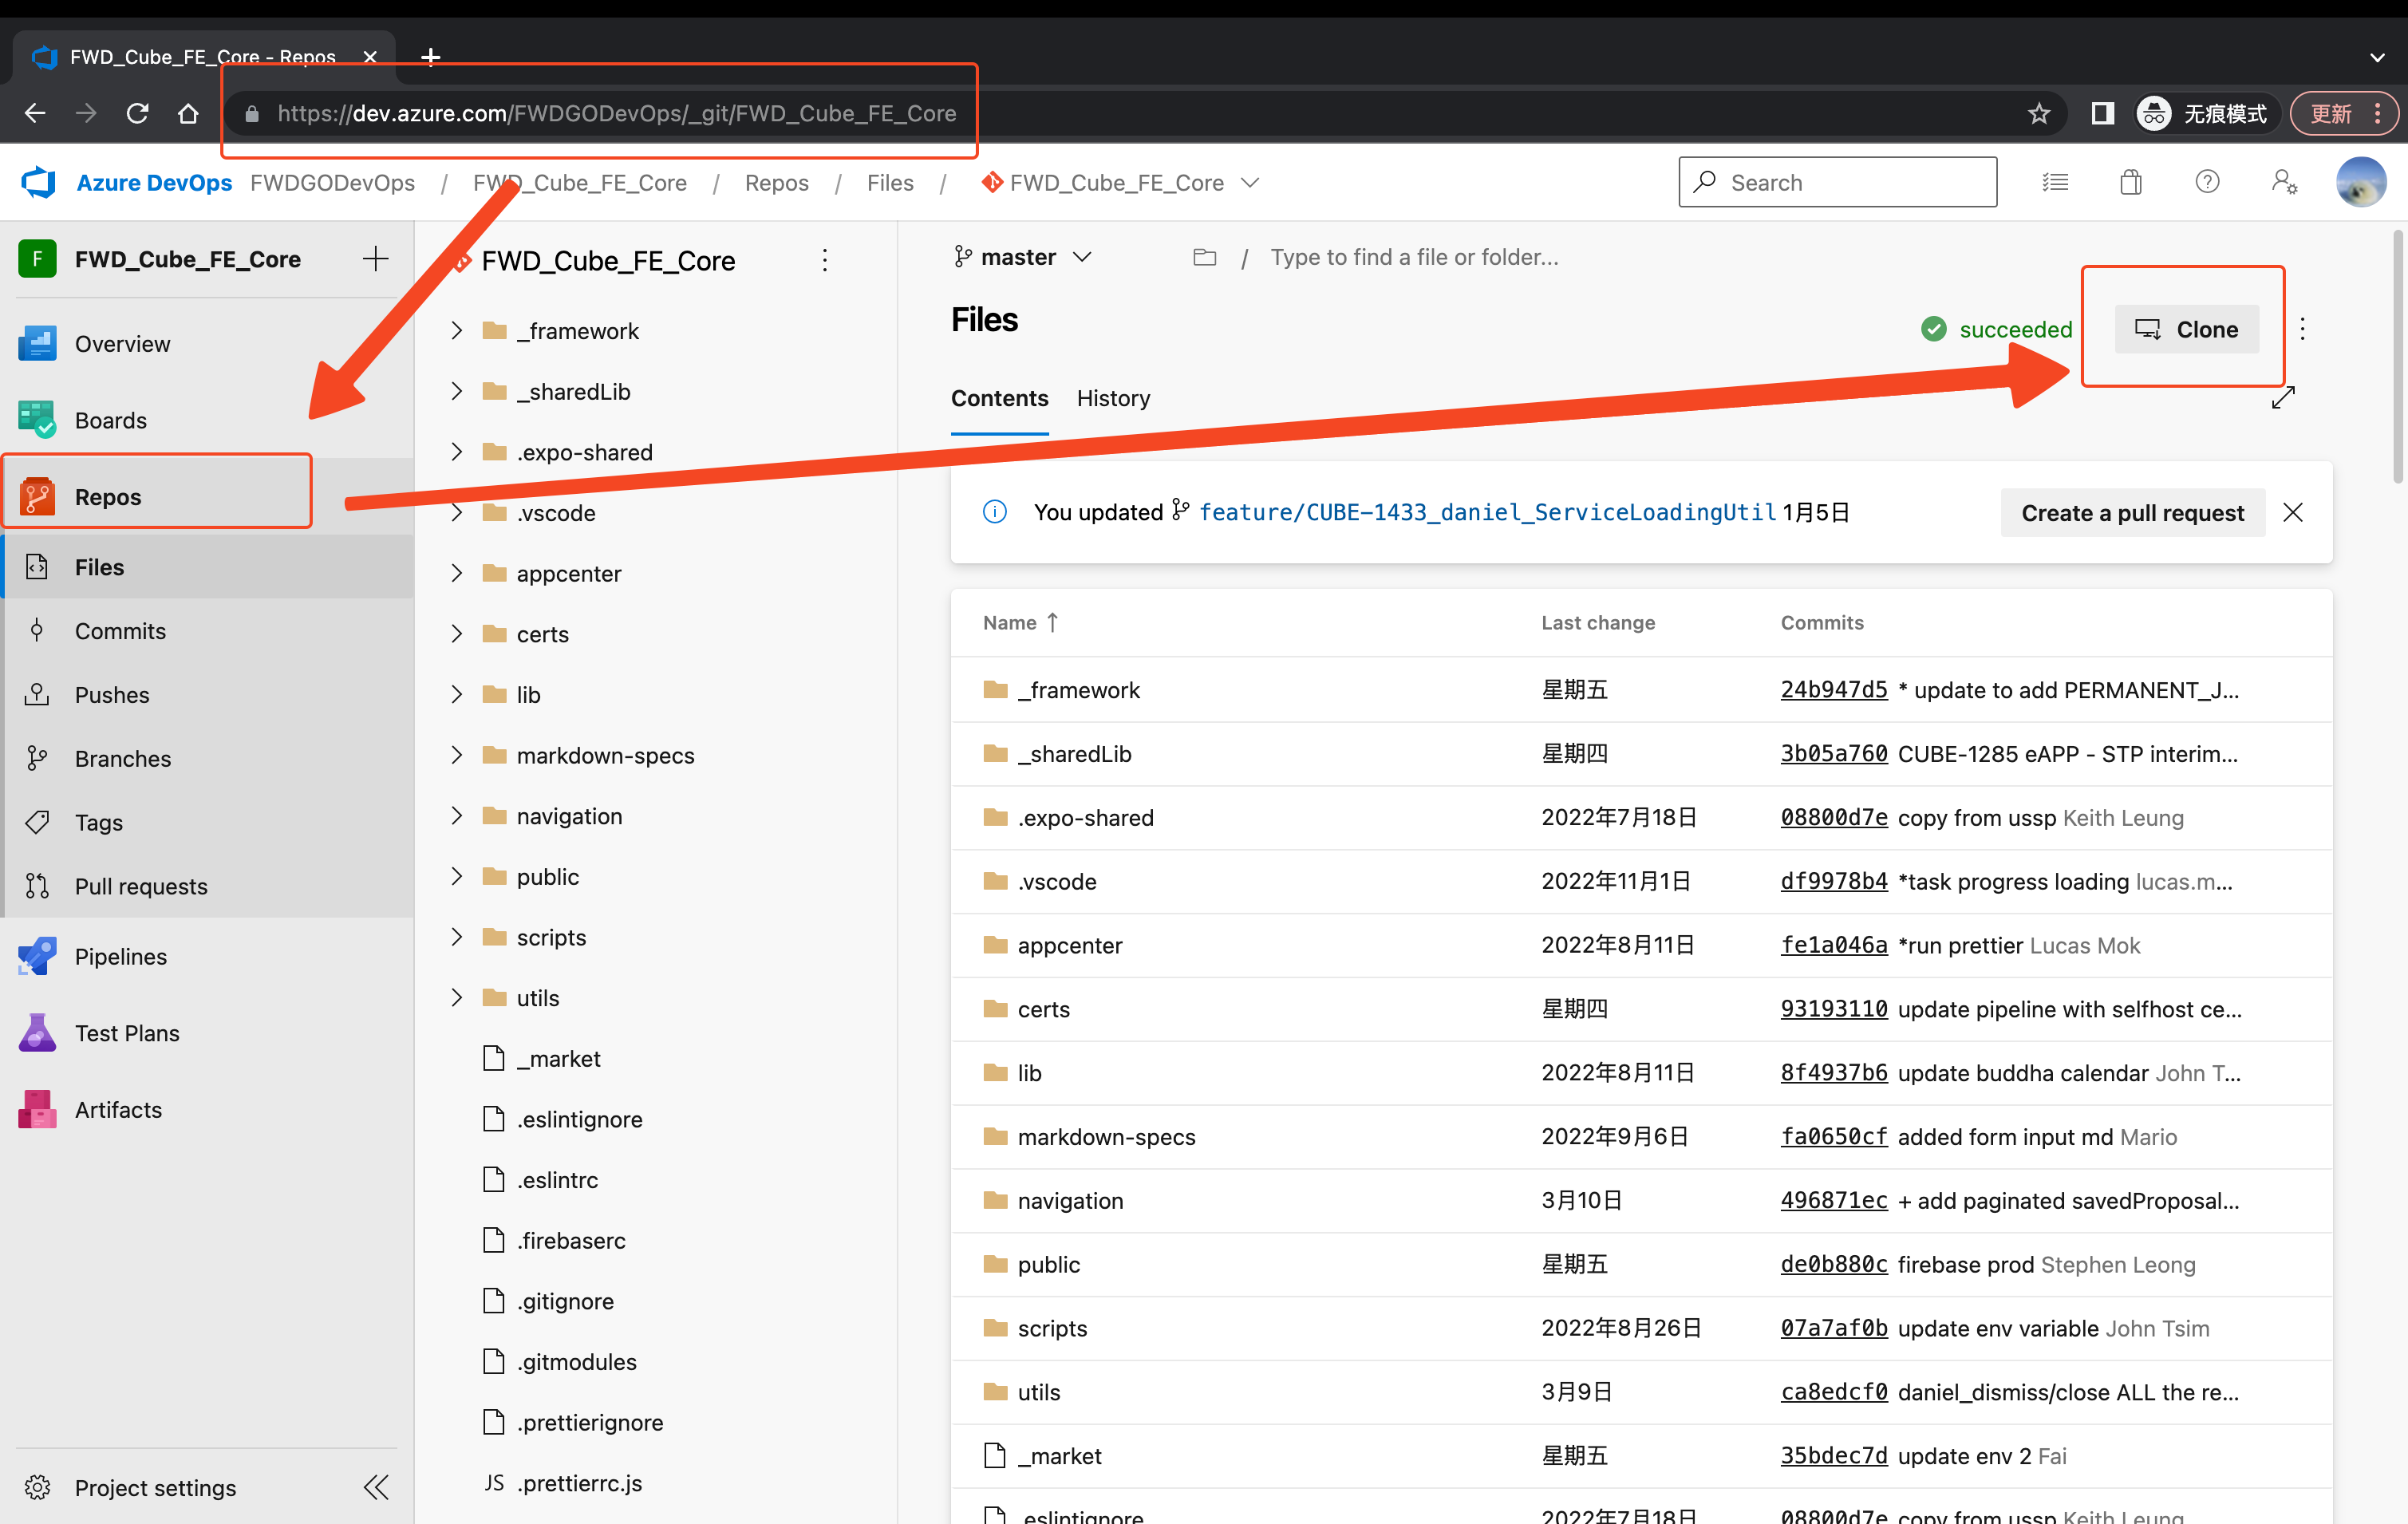 FWD_Cube_FE_Core - Repos
https://dev.azure.com/FWDGODevOps/_git/FWD_Cube_FE_Core
无痕模式
更新
Azure DevOps FWDGODevOps / FWD_Cube_FE_Core / Repos / Files / FWD_Cube_FE_Core
Search
F FWD_Cube_FE_Core
Overview
Boards
Repos
Files
Commits
Pushes
Branches
Tags
Pull requests
Pipelines
Test Plans
Artifacts
Project settings
FWD_Cube_FE_Core
_framework
_sharedLib
.expo-shared
.vscode
appcenter
certs
lib
markdown-specs
navigation
public
scripts
utils
_market
.eslintignore
.eslintrc
.firebaserc
.gitignore
.gitmodules
.prettierignore
JS .prettierrc.js
master / Type to find a file or folder...
Files
succeeded
Clone
Contents History
You updated feature/CUBE-1433_daniel_ServiceLoadingUtil 1月5日
Create a pull request
Name Last change Commits
_framework 星期五 24b947d5 * update to add PERMANENT_J...
_sharedLib 星期四 3b05a760 CUBE-1285 eAPP - STP interim...
.expo-shared 2022年7月18日 08800d7e copy from ussp Keith Leung
.vscode 2022年11月1日 df9978b4 *task progress loading lucas.m...
appcenter 2022年8月11日 fe1a046a *run prettier Lucas Mok
certs 星期四 93193110 update pipeline with selfhost ce...
lib 2022年8月11日 8f4937b6 update buddha calendar John T...
markdown-specs 2022年9月6日 fa0650cf added form input md Mario
navigation 3月10日 496871ec + add paginated savedProposal...
public 星期五 de0b880c firebase prod Stephen Leong
scripts 2022年8月26日 07a7af0b update env variable John Tsim
utils 3月9日 ca8edcf0 daniel_dismiss/close ALL the re...
_market 星期五 35bdec7d update env 2 Fai
.eslintignore 2022年7月18日 08800d7e copy from ussp Keith Leung